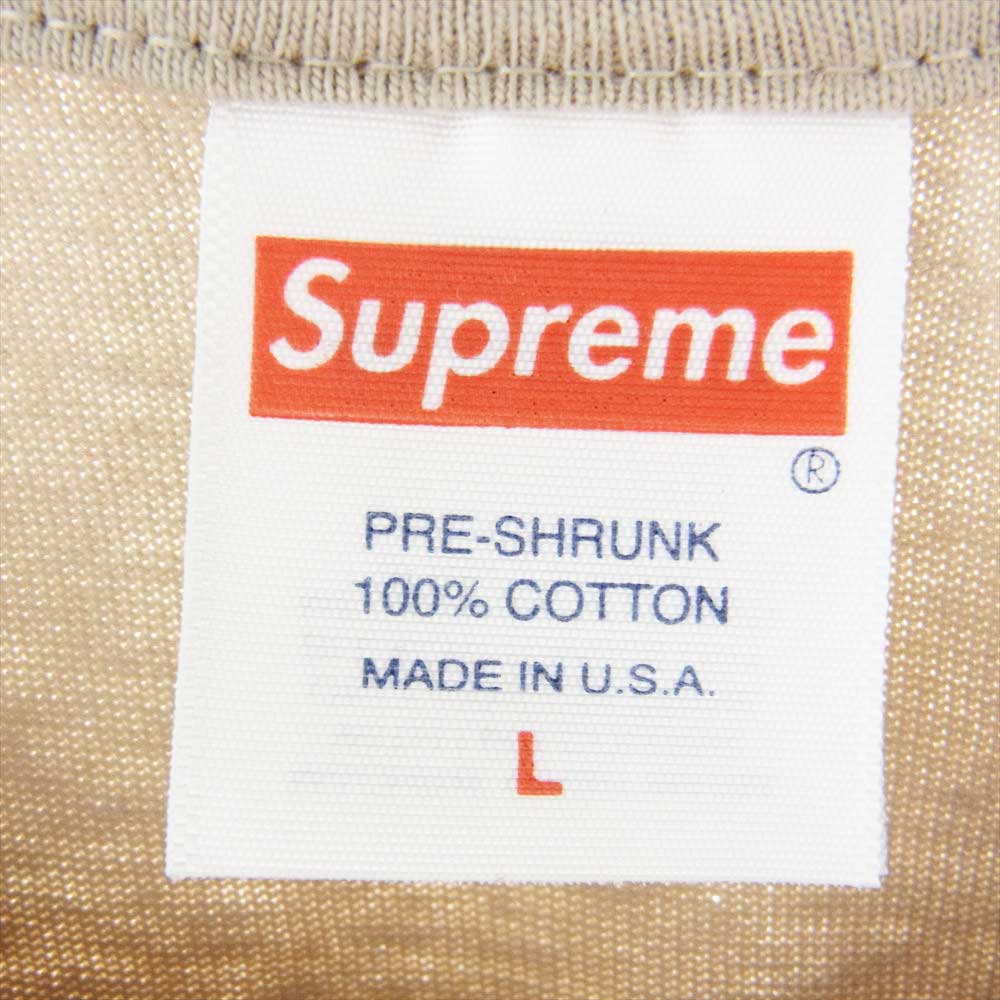 Supreme
®
PRE-SHRUNK
100% COTTON
MADE IN U.S.A.
L